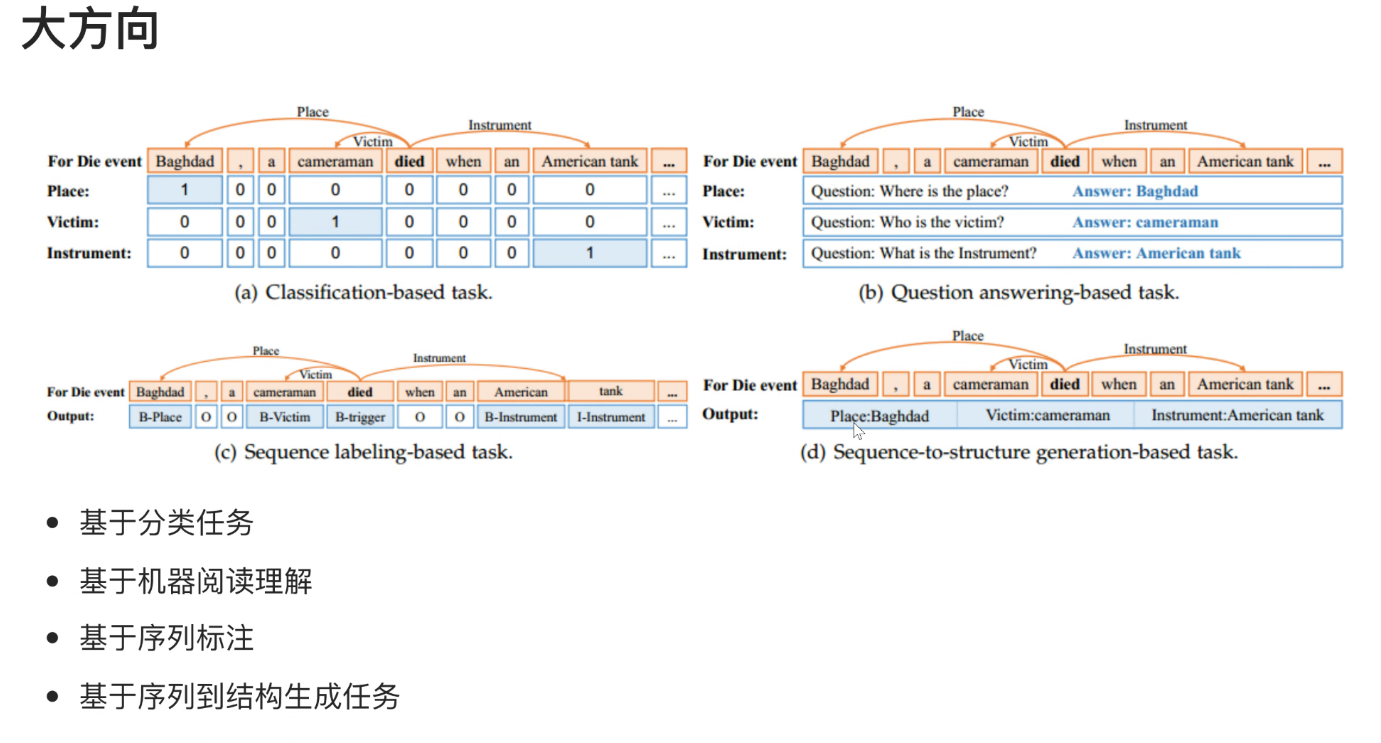 大方向
Place
Instrument
Victim
For Die event Baghdad , a cameraman died when an American tank ...
Place: 1 0 0 0 0 0 0 0 ...
Victim: 0 0 0 1 0 0 0 0 ...
Instrument: 0 0 0 0 0 0 0 1 ...
(a) Classification-based task.
Place
Instrument
Victim
For Die event Baghdad , a cameraman died when an American tank ...
Place: Question: Where is the place? Answer: Baghdad
Victim: Question: Who is the victim? Answer: cameraman
Instrument: Question: What is the Instrument? Answer: American tank
(b) Question answering-based task.
Place
Instrument
Victim
For Die event Baghdad , a cameraman died when an American tank ...
Output: B-Place O O B-Victim B-trigger O O B-Instrument I-Instrument ...
(c) Sequence labeling-based task.
Place
Instrument
Victim
For Die event Baghdad , a cameraman died when an American tank ...
Output: Place:Baghdad Victim:cameraman Instrument:American tank
(d) Sequence-to-structure generation-based task.
• 基于分类任务
• 基于机器阅读理解
• 基于序列标注
• 基于序列到结构生成任务